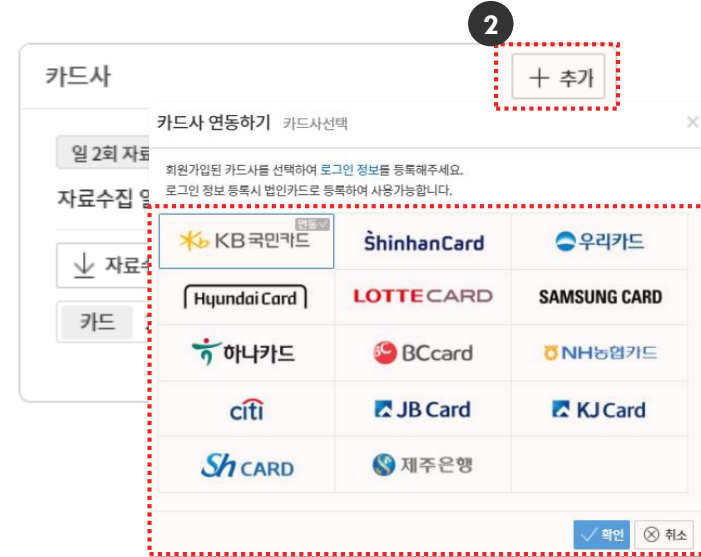 2
카드사
+ 추가
카드사 연동하기 카드사선택
일 2회 자료
회원가입된 카드사를 선택하여 로그인 정보를 등록해주세요.
자료수집
로그인 정보 등록시 법인카드로 등록하여 사용가능합니다.
연동
KB 국민카드 ShinhanCard 우리카드
자료
Hyundai Card LOTTE CARD SAMSUNG CARD
카드
하나카드 BCcard NH농협카드
citi JB Card KJ Card
Sh CARD 제주은행
확인 취소